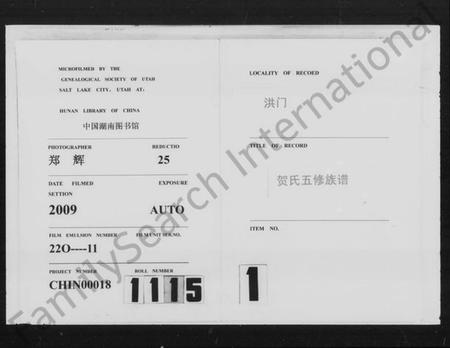 MICROFILMED BY THE
GENEALOGICAL SOCIETY OF UTAH
SALT LAKE CITY, UTAH AT:
HUNAN LIBRARY OF CHINA
中国湖南图书馆
PHOTOGRAPHER REDUCTIO
郑 辉 25
DATE FILMED EXPOSURE
SETTION
2009 AUTO
FILM EMULSION NUMBER FILM UNIT SER. NO.
22O----11
PROJECT NUMBER ROLL NUMBER
CHIN00018 1115
LOCALITY OF RECOED
洪门
TITLE OF RECORD
贺氏五修族谱
ITEM NO.
1
FamilySearch International